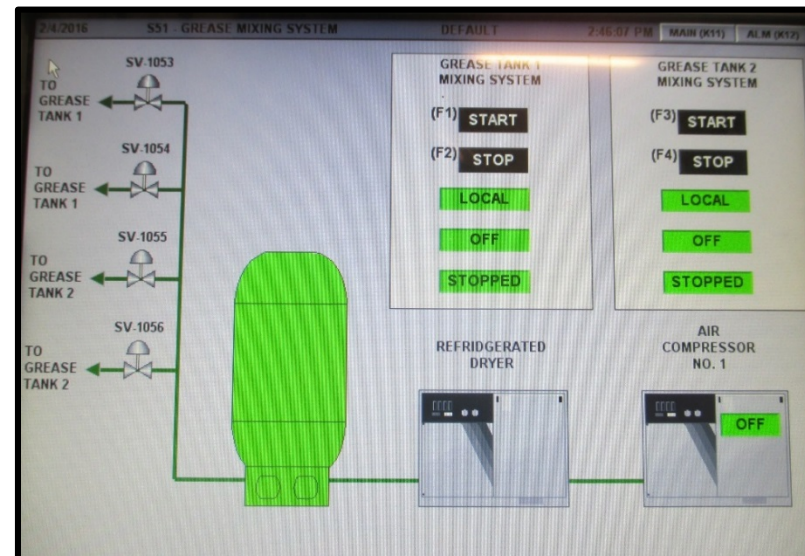 2/4/2016 S51 - GREASE MIXING SYSTEM DEFAULT 2:46:07 PM MAIN (K11) ALM (K12)
SV-1053
TO
GREASE
TANK 1
SV-1054
TO
GREASE
TANK 1
SV-1055
TO
GREASE
TANK 2
SV-1056
TO
GREASE
TANK 2
GREASE TANK 1
MIXING SYSTEM
(F1) START
(F2) STOP
LOCAL
OFF
STOPPED
GREASE TANK 2
MIXING SYSTEM
(F3) START
(F4) STOP
LOCAL
OFF
STOPPED
REFRIDGERATED
DRYER
AIR
COMPRESSOR
NO. 1
OFF